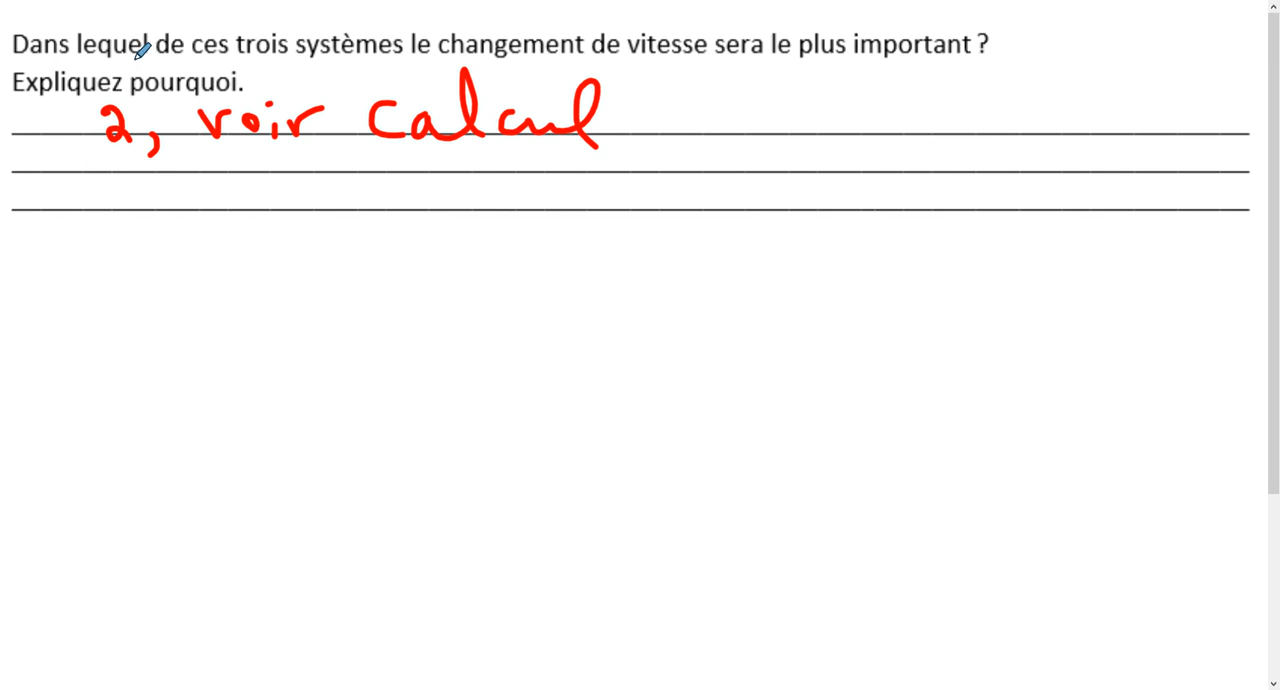 Dans lequel de ces trois systèmes le changement de vitesse sera le plus important ?
Expliquez pourquoi.
2, voir calcul